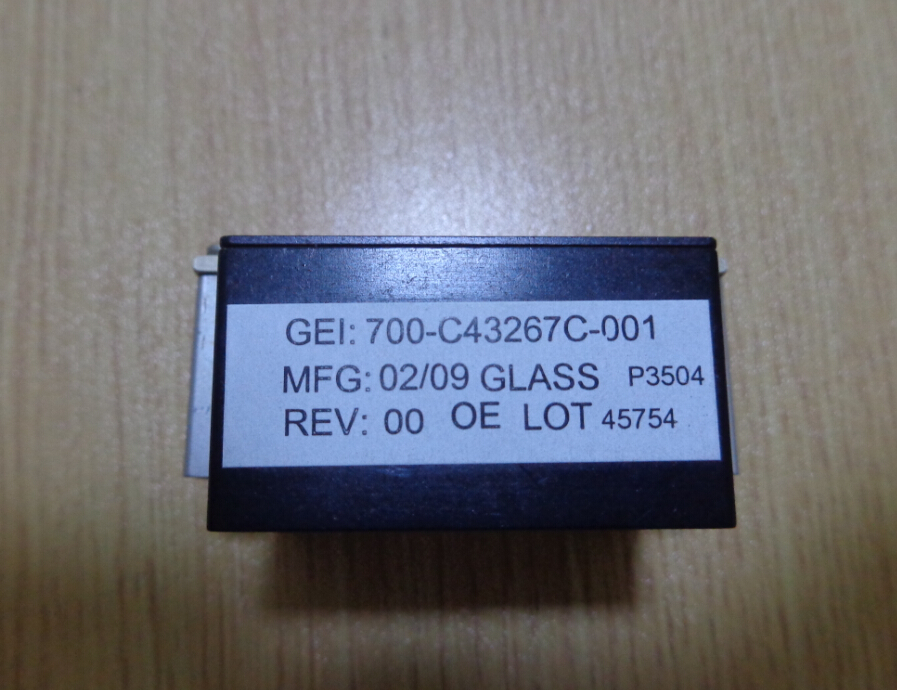 GEI: 700-C43267C-001
MFG: 02/09 GLASS P3504
REV: 00 OE LOT 45754